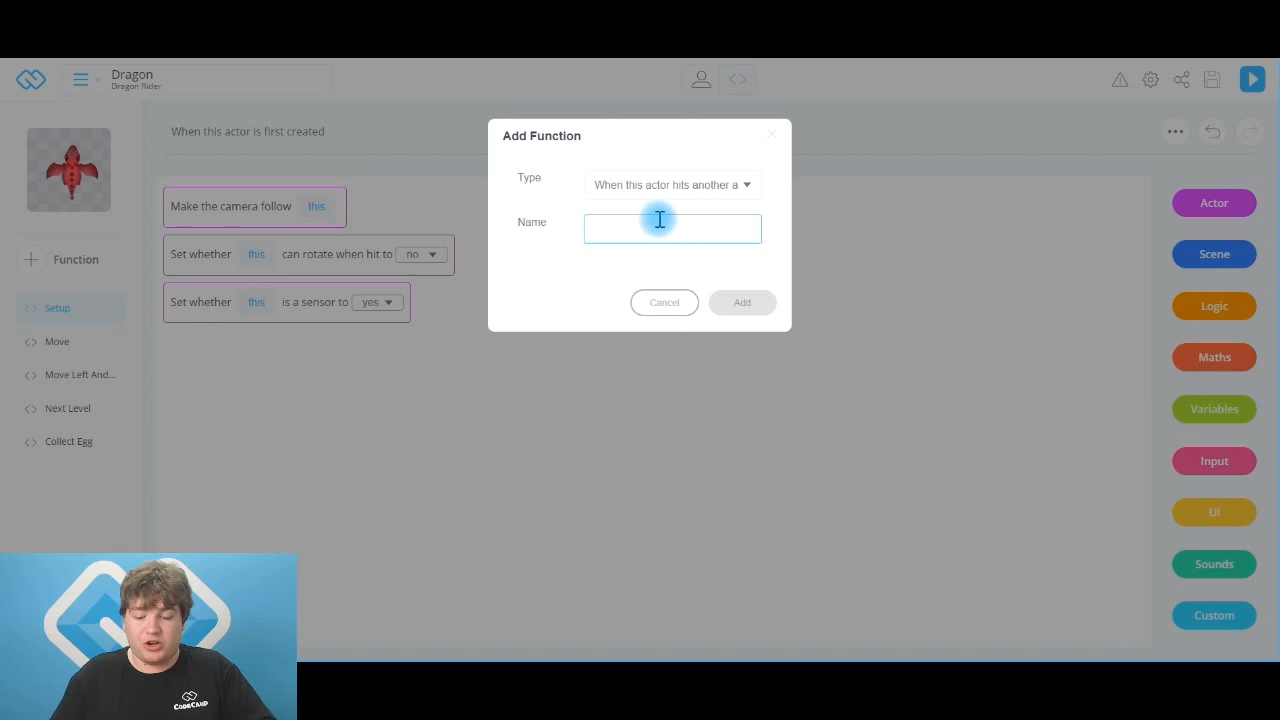 Dragon
Dragon Rider
When this actor is first created
Add Function
Type
When this actor hits another a
Name
Cancel
Add
Function
Setup
Move
Move Left And...
Next Level
Collect Egg
Make the camera follow this
Set whether this can rotate when hit to no
Set whether this is a sensor to yes
Actor
Scene
Logic
Maths
Variables
Input
UI
Sounds
Custom
CODECAMP